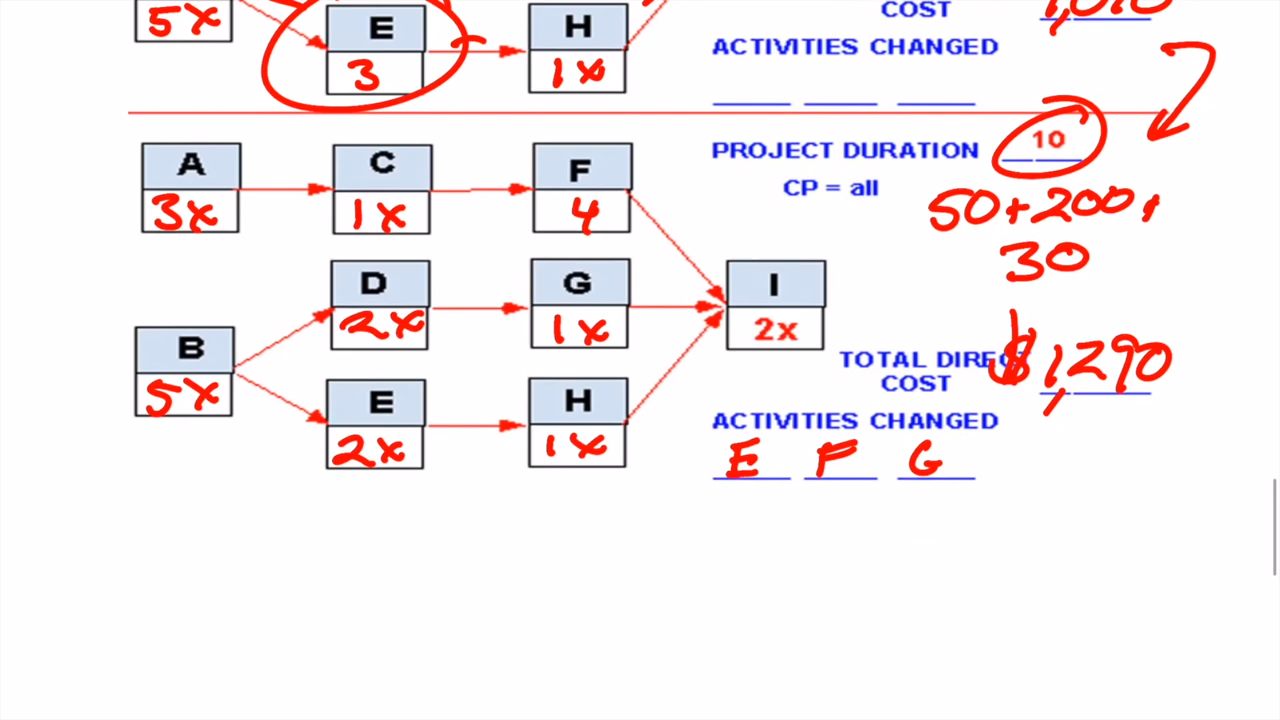 5x
E
3
H
1x
COST
ACTIVITIES CHANGED
A
3x
C
1x
F
4
PROJECT DURATION 10
CP = all
50+200+
30
B
5x
D
2x
G
1x
I
2x
TOTAL DIRECT
COST $1,290
E
2x
H
1x
ACTIVITIES CHANGED
E F G